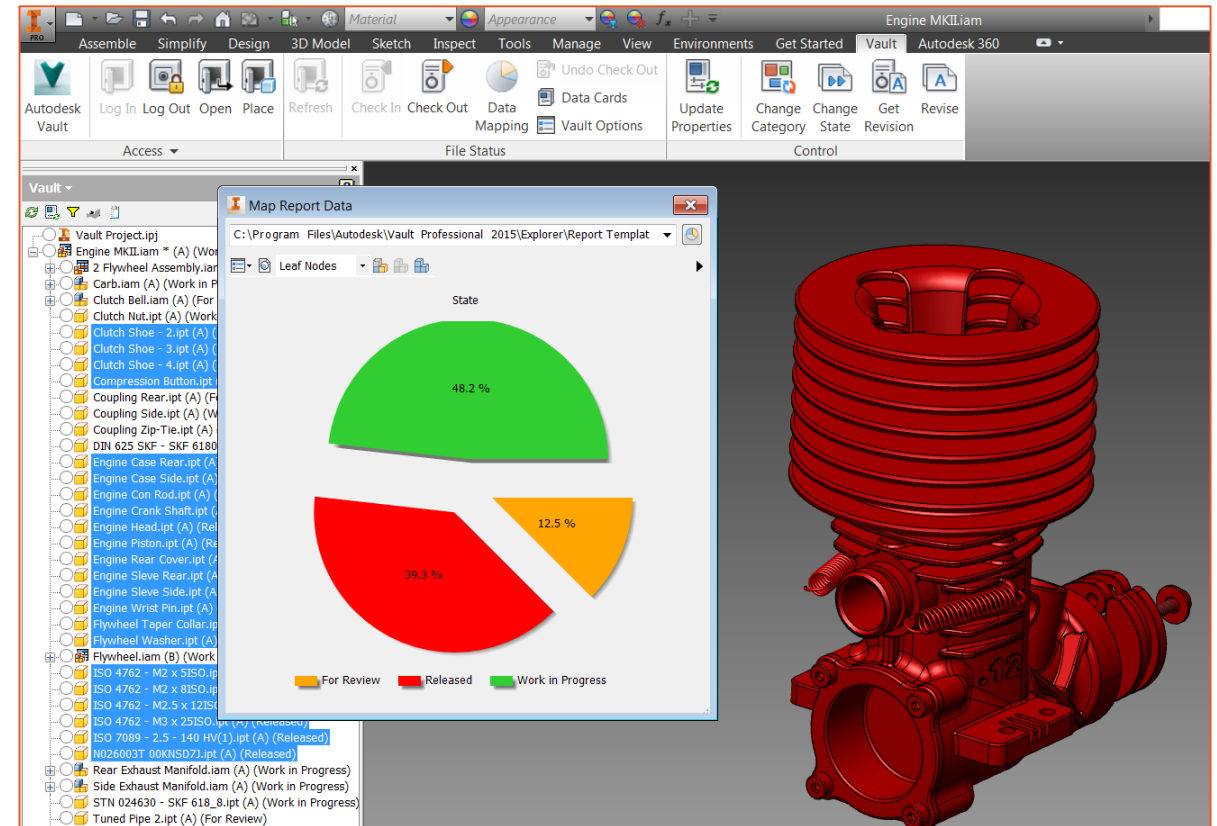 PRO
Material
Appearance
Engine MKII.iam
Assemble Simplify Design 3D Model Sketch Inspect Tools Manage View Environments Get Started Vault Autodesk 360
Autodesk Vault
Log In
Log Out
Open
Place
Refresh
Check In
Check Out
Data Mapping
Undo Check Out
Data Cards
Vault Options
Update Properties
Change Category
Change State
Get Revision
Revise
Access
File Status
Control
Vault
Vault Project.ipj
Engine MKII.iam * (A) (Wor
2 Flywheel Assembly.iar
Carb.iam (A) (Work in P
Clutch Bell.iam (A) (For
Clutch Nut.ipt (A) (Work
Clutch Shoe - 2.ipt (A) (
Clutch Shoe - 3.ipt (A) (
Clutch Shoe - 4.ipt (A) (
Compression Button.ipt
Coupling Rear.ipt (A) (F
Coupling Side.ipt (A) (W
Coupling Zip-Tie.ipt (A)
DIN 625 SKF - SKF 6180
Engine Case Rear.ipt (A
Engine Case Side.ipt (A)
Engine Con Rod.ipt (A) (
Engine Crank Shaft.ipt (
Engine Head.ipt (A) (Rel
Engine Piston.ipt (A) (Re
Engine Rear Cover.ipt (A
Engine Sleve Rear.ipt (A
Engine Sleve Side.ipt (A
Engine Wrist Pin.ipt (A)
Flywheel Taper Collar.ip
Flywheel Washer.ipt (A)
Flywheel.iam (B) (Work
ISO 4762 - M2 x 5ISO.ip
ISO 4762 - M2 x 8ISO.ip
ISO 4762 - M2.5 x 12ISO
ISO 4762 - M3 x 25ISO.ipt (A) (Released)
ISO 7089 - 2.5 - 140 HV(1).ipt (A) (Released)
N026003T 00KNSD7J.ipt (A) (Released)
Rear Exhaust Manifold.iam (A) (Work in Progress)
Side Exhaust Manifold.iam (A) (Work in Progress)
STN 024630 - SKF 618_8.ipt (A) (Work in Progress)
Tuned Pipe 2.ipt (A) (For Review)
Map Report Data
C:\Program Files\Autodesk\Vault Professional 2015\Explorer\Report Templat
Leaf Nodes
State
48.2 %
12.5 %
39.3 %
For Review
Released
Work in Progress
.12